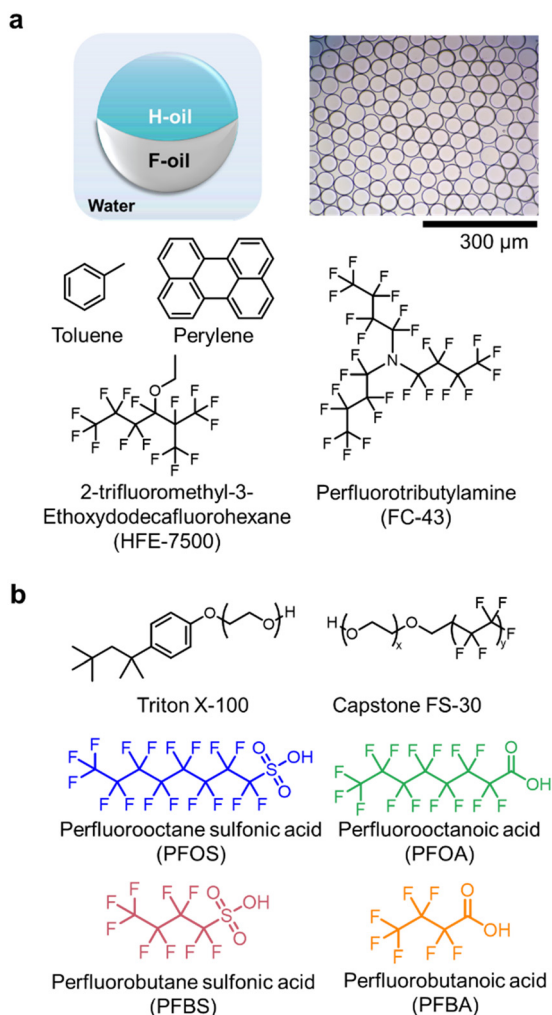 a
H-oil
F-oil
Water
300 µm
Toluene
Perylene
2-trifluoromethyl-3-
Ethoxydodecafluorohexane
(HFE-7500)
Perfluorotributylamine
(FC-43)
b
Triton X-100
Capstone FS-30
Perfluorooctane sulfonic acid
(PFOS)
Perfluorooctanoic acid
(PFOA)
Perfluorobutane sulfonic acid
(PFBS)
Perfluorobutanoic acid
(PFBA)